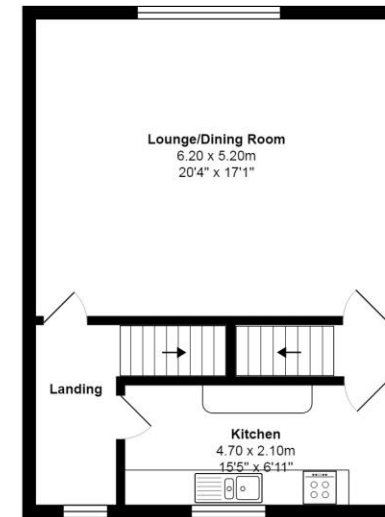 Lounge/Dining Room
6.20 x 5.20m
20'4" x 17'1"
Landing
Kitchen
4.70 x 2.10m
15'5" x 6'11"